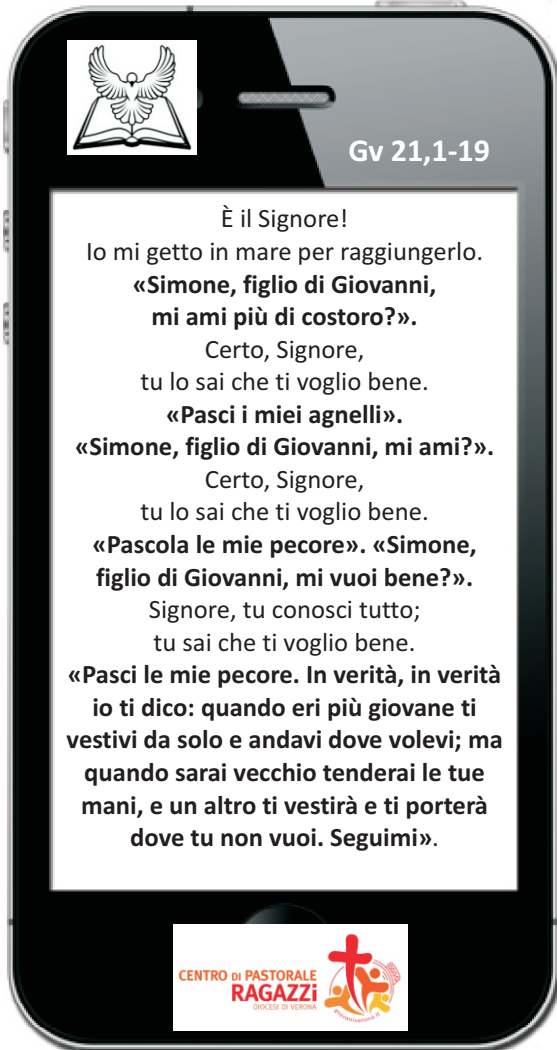 Gv 21,1-19
È il Signore!
Io mi getto in mare per raggiungerlo.
«Simone, figlio di Giovanni,
mi ami più di costoro?».
Certo, Signore,
tu lo sai che ti voglio bene.
«Pasci i miei agnelli».
«Simone, figlio di Giovanni, mi ami?».
Certo, Signore,
tu lo sai che ti voglio bene.
«Pascola le mie pecore». «Simone,
figlio di Giovanni, mi vuoi bene?».
Signore, tu conosci tutto;
tu sai che ti voglio bene.
«Pasci le mie pecore. In verità, in verità
io ti dico: quando eri più giovane ti
vestivi da solo e andavi dove volevi; ma
quando sarai vecchio tenderai le tue
mani, e un altro ti vestirà e ti porterà
dove tu non vuoi. Seguimi».
CENTRO DI PASTORALE
RAGAZZi
DIOCESI DI VERONA
giovaniverona.it